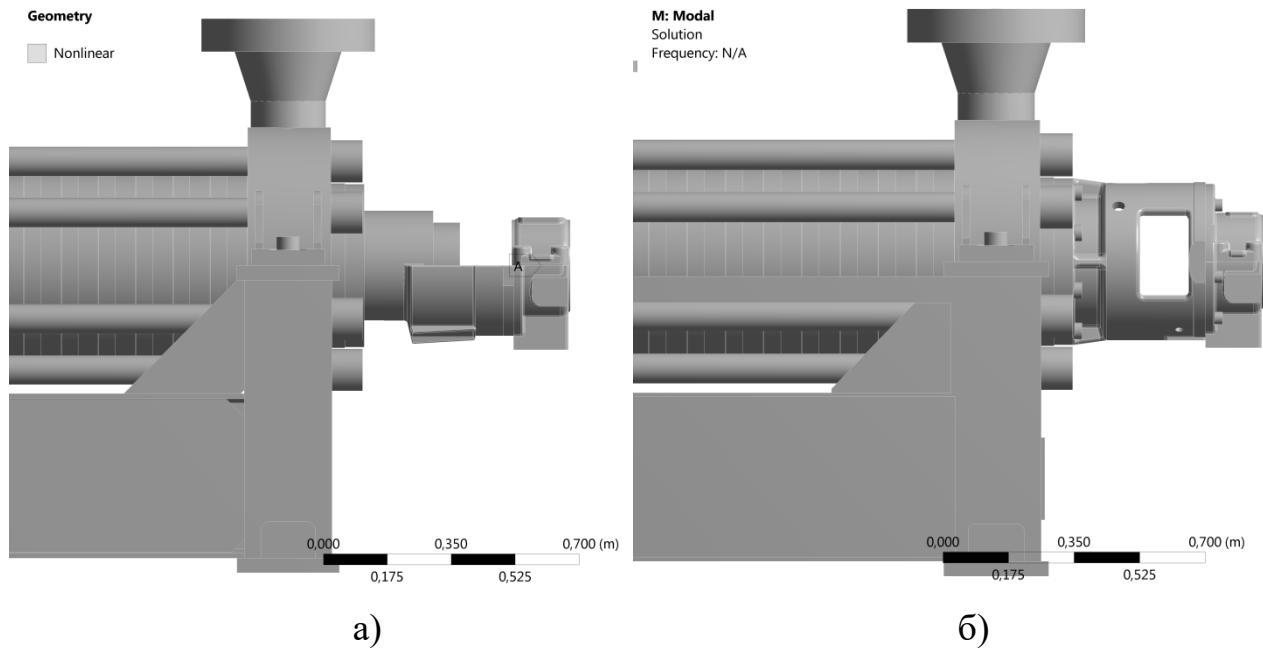 Geometry
Nonlinear
A
0,000 0,350 0,700 (m)
0,175 0,525
а)
M: Modal
Solution
Frequency: N/A
0,000 0,350 0,700 (m)
0,175 0,525
б)